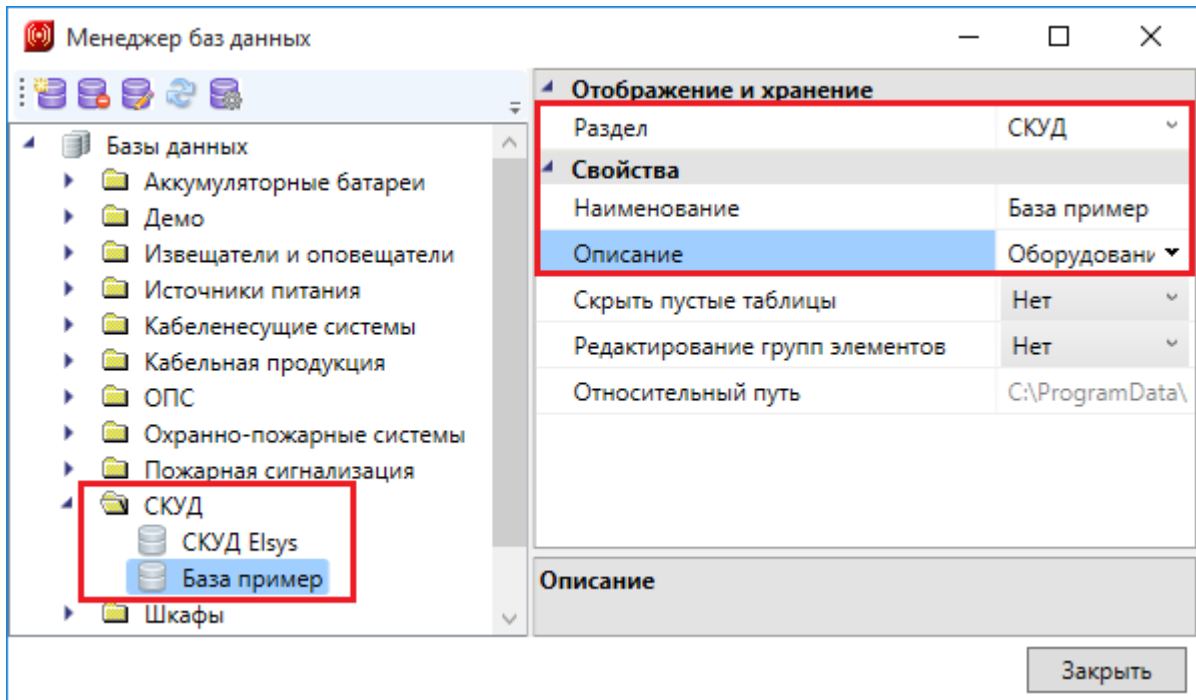 Менеджер баз данных
Базы данных
Аккумуляторные батареи
Демо
Извещатели и оповещатели
Источники питания
Кабеленесущие системы
Кабельная продукция
ОПС
Охранно-пожарные системы
Пожарная сигнализация
СКУД
СКУД Elsys
База пример
Шкафы
Отображение и хранение
Раздел СКУД
Свойства
Наименование База пример
Описание Оборудовани
Скрыть пустые таблицы Нет
Редактирование групп элементов Нет
Относительный путь C:\ProgramData\
Описание
Закрыть